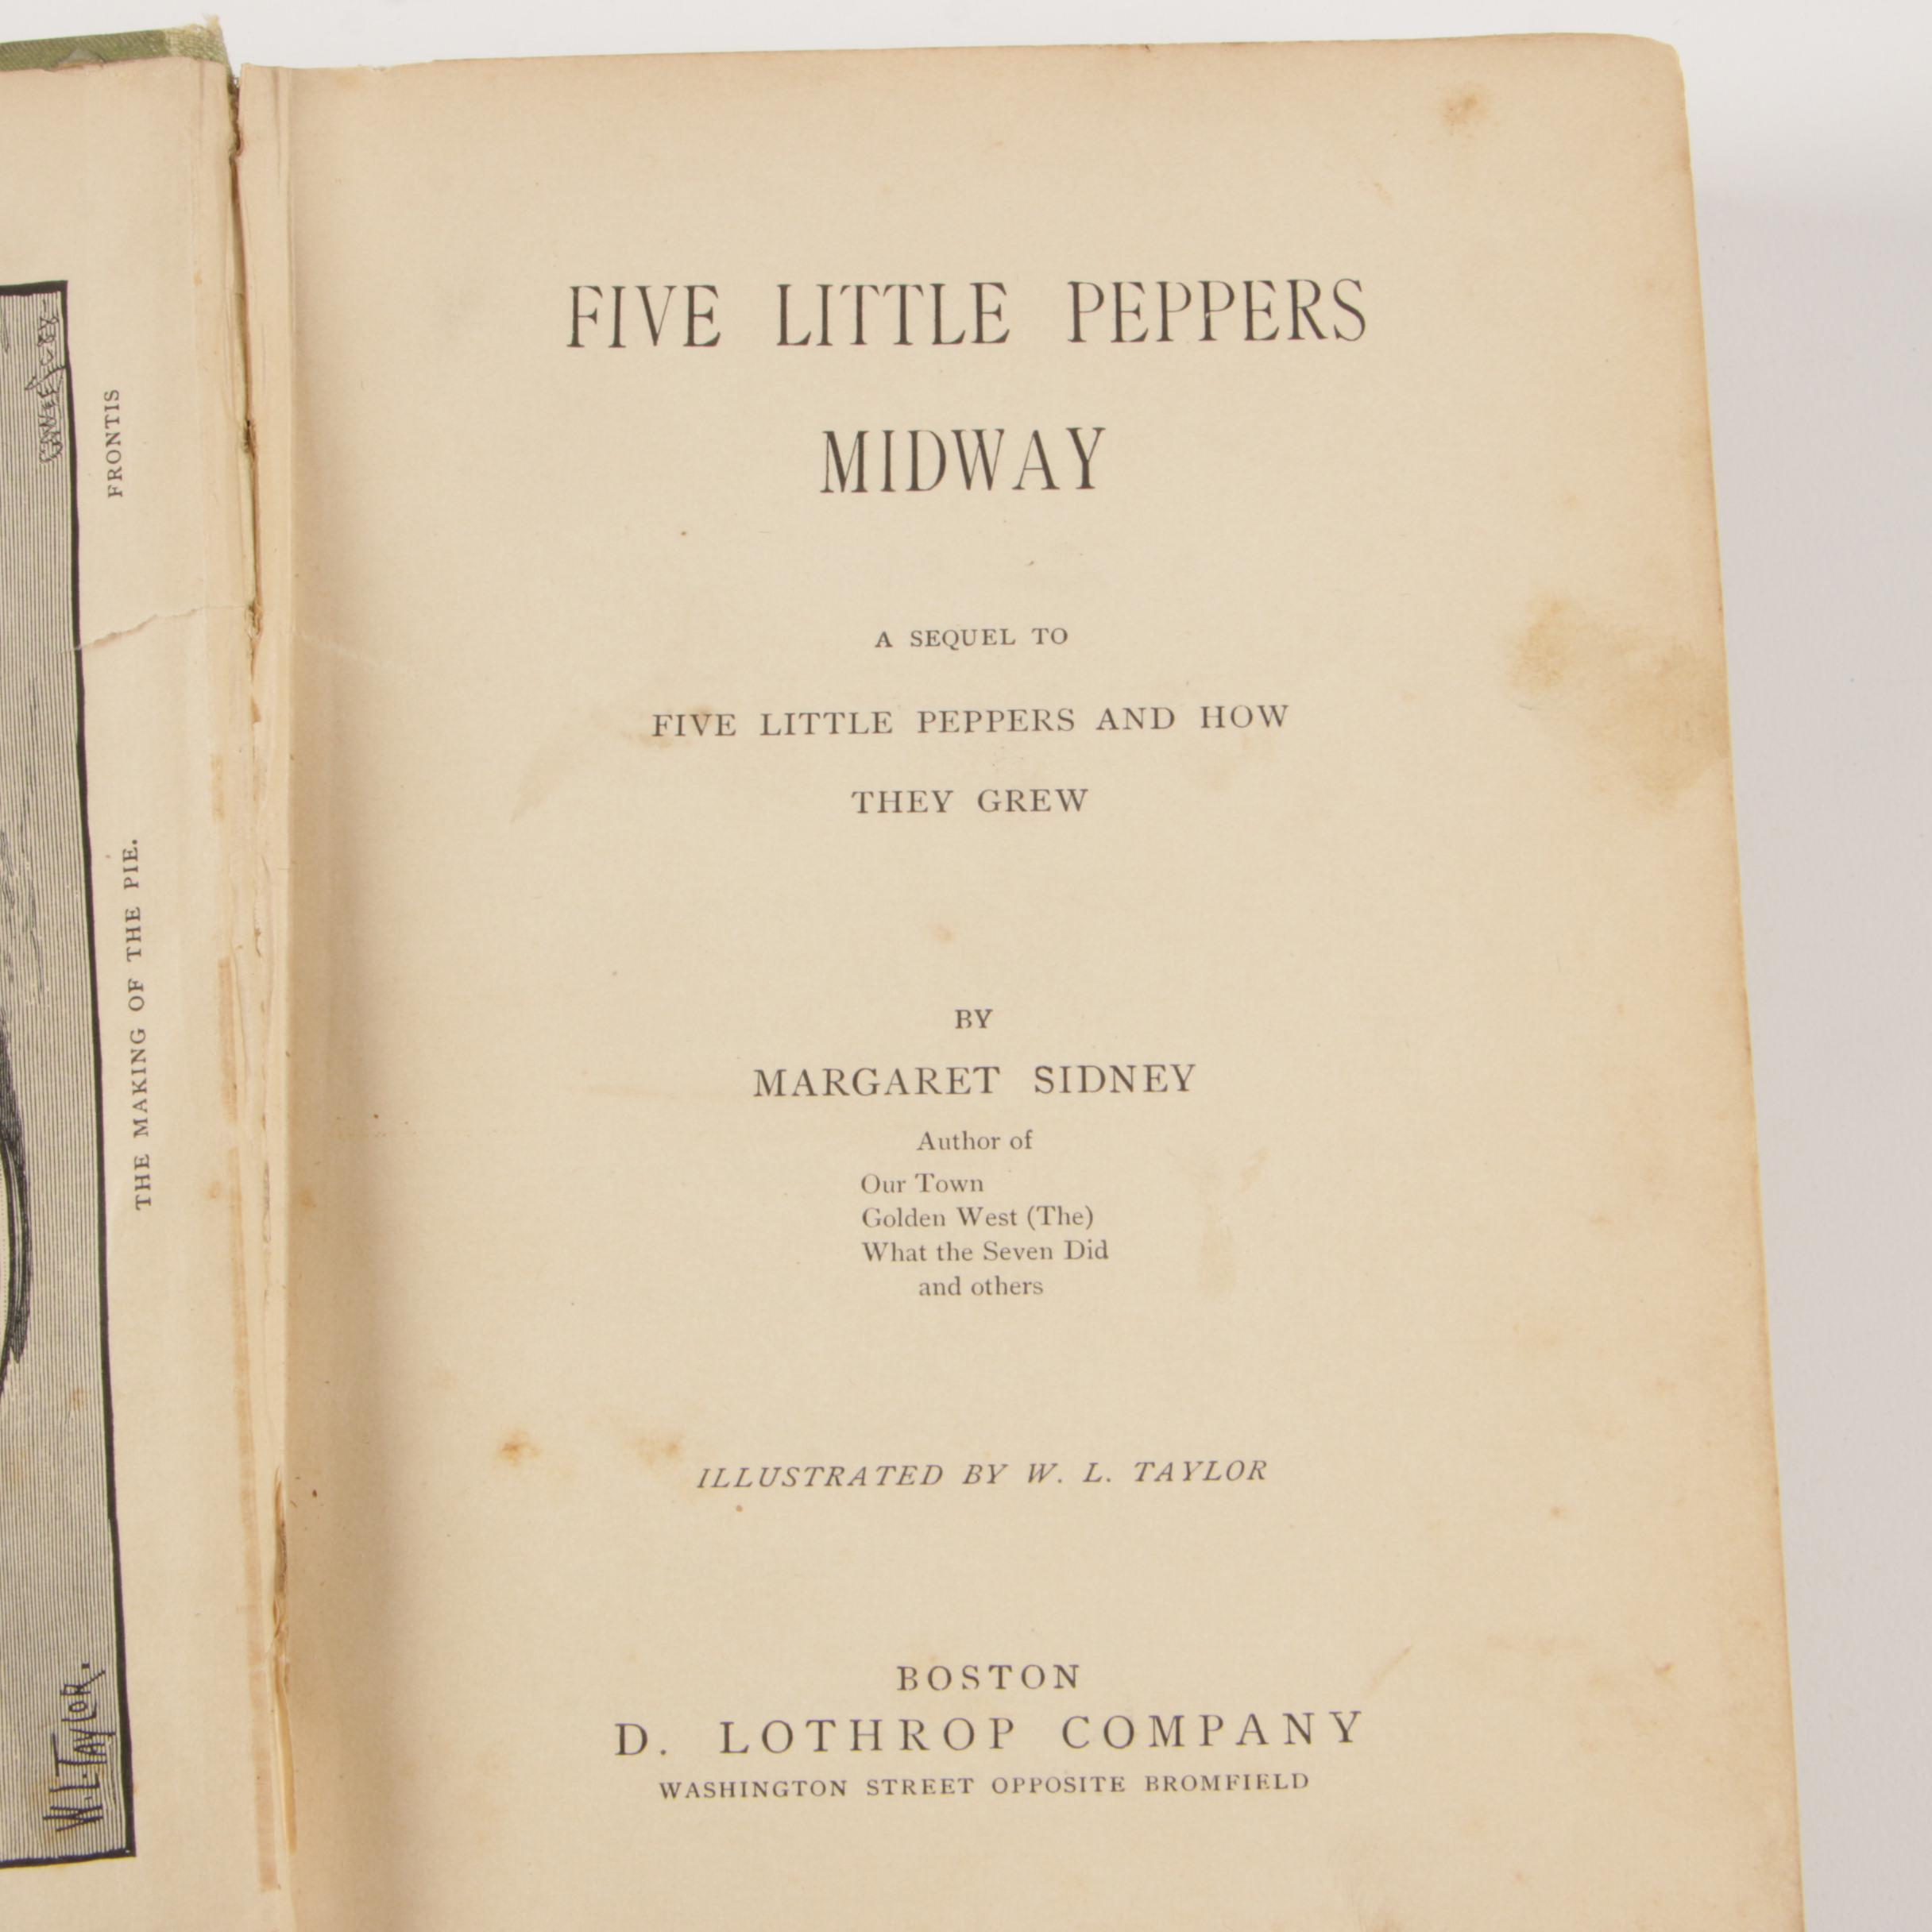 FRONTIS
THE MAKING OF THE PIE.
W. L. TAYLOR.
FIVE LITTLE PEPPERS
MIDWAY
A SEQUEL TO
FIVE LITTLE PEPPERS AND HOW
THEY GREW
BY
MARGARET SIDNEY
Author of
Our Town
Golden West (The)
What the Seven Did
and others
ILLUSTRATED BY W. L. TAYLOR
BOSTON
D. LOTHROP COMPANY
WASHINGTON STREET OPPOSITE BROMFIELD